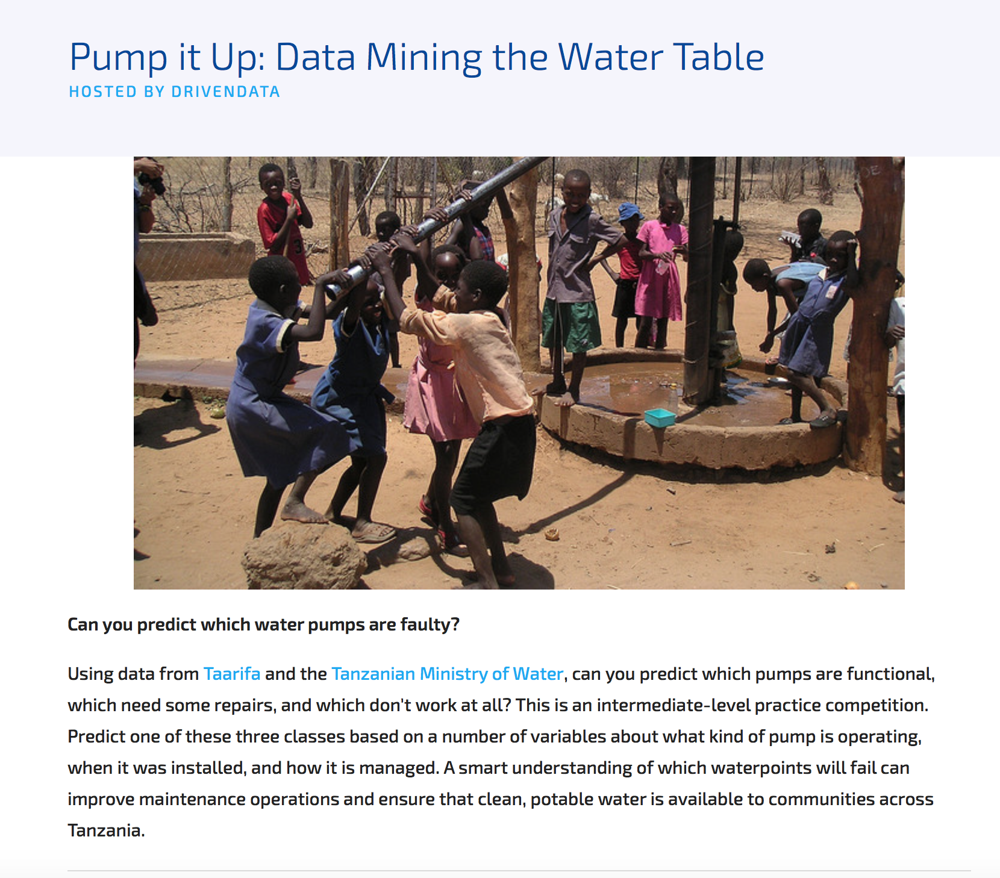 Pump it Up: Data Mining the Water Table
HOSTED BY DRIVENDATA
Can you predict which water pumps are faulty?
Using data from Taarifa and the Tanzanian Ministry of Water, can you predict which pumps are functional,
which need some repairs, and which don't work at all? This is an intermediate-level practice competition.
Predict one of these three classes based on a number of variables about what kind of pump is operating,
when it was installed, and how it is managed. A smart understanding of which waterpoints will fail can
improve maintenance operations and ensure that clean, potable water is available to communities across
Tanzania.